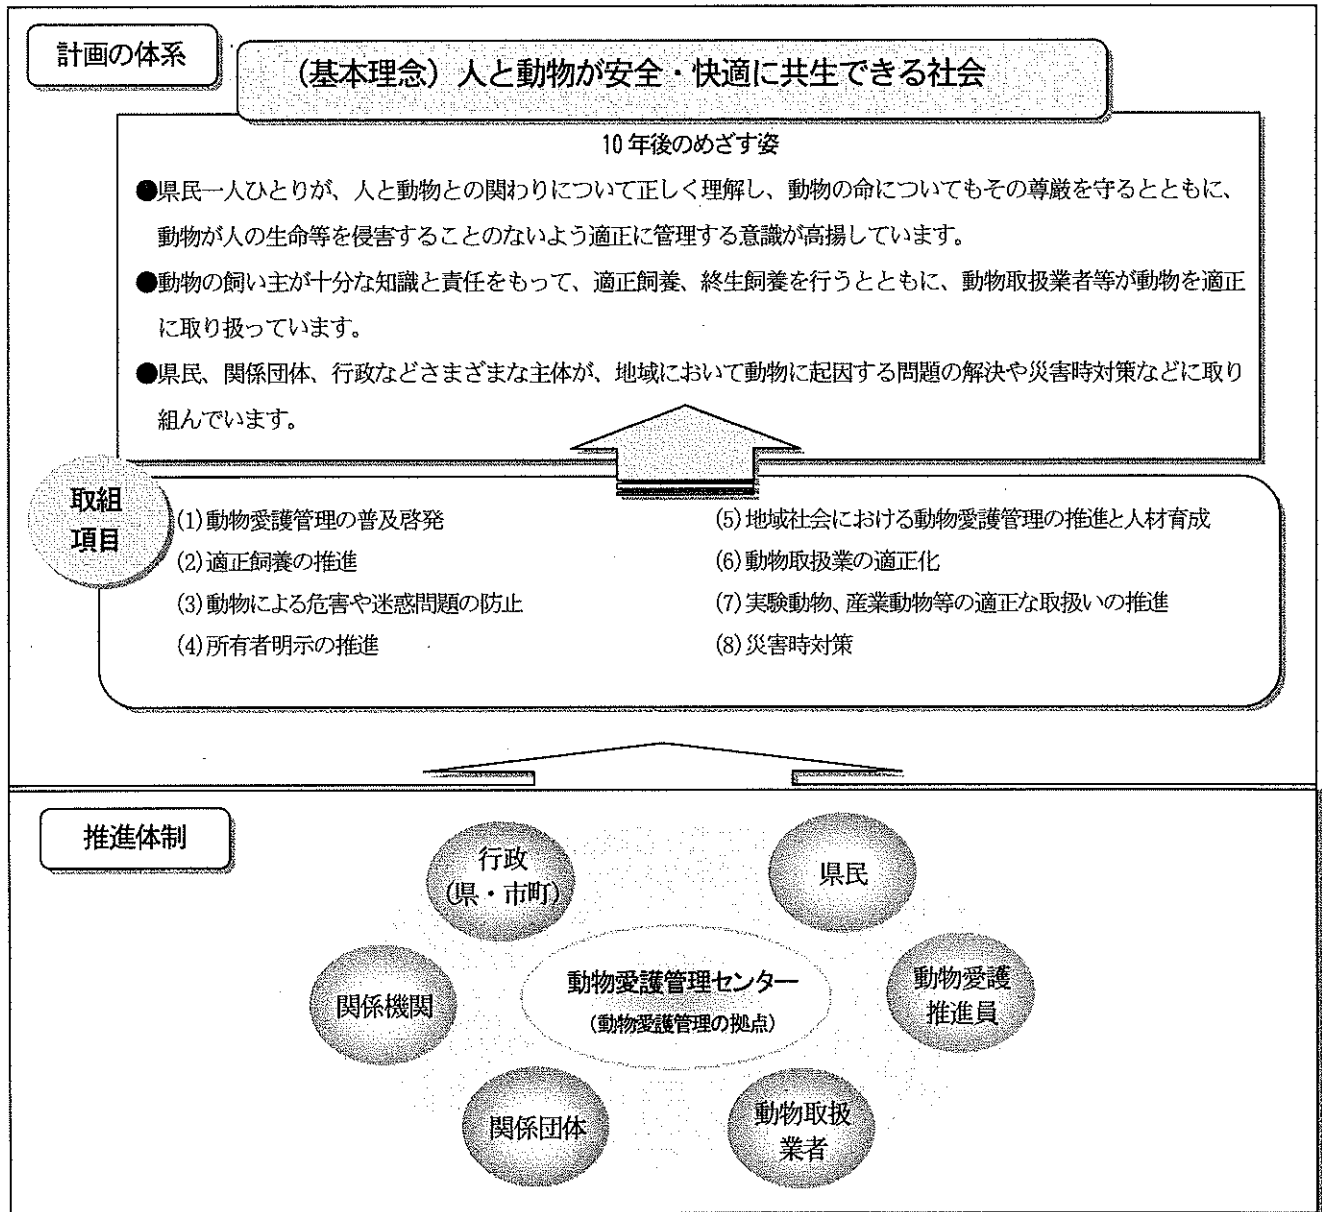 計画の体系
(基本理念) 人と動物が安全・快適に共生できる社会
10年後のめざす姿
●県民一人ひとりが、人と動物との関わりについて正しく理解し、動物の命についてもその尊厳を守るとともに、
動物が人の生命等を侵害することのないよう適正に管理する意識が高揚しています。
●動物の飼い主が十分な知識と責任をもって、適正飼養、終生飼養を行うとともに、動物取扱業者等が動物を適正
に取り扱っています。
●県民、関係団体、行政などさまざまな主体が、地域において動物に起因する問題の解決や災害時対策などに取り
組んでいます。
取組
項目
(1)動物愛護管理の普及啓発
(2)適正飼養の推進
(3)動物による危害や迷惑問題の防止
(4)所有者明示の推進
(5)地域社会における動物愛護管理の推進と人材育成
(6)動物取扱業の適正化
(7)実験動物、産業動物等の適正な取扱いの推進
(8)災害時対策
推進体制
行政
(県・市町)
県民
関係機関
動物愛護管理センター
(動物愛護管理の拠点)
動物愛護
推進員
関係団体
動物取扱
業者